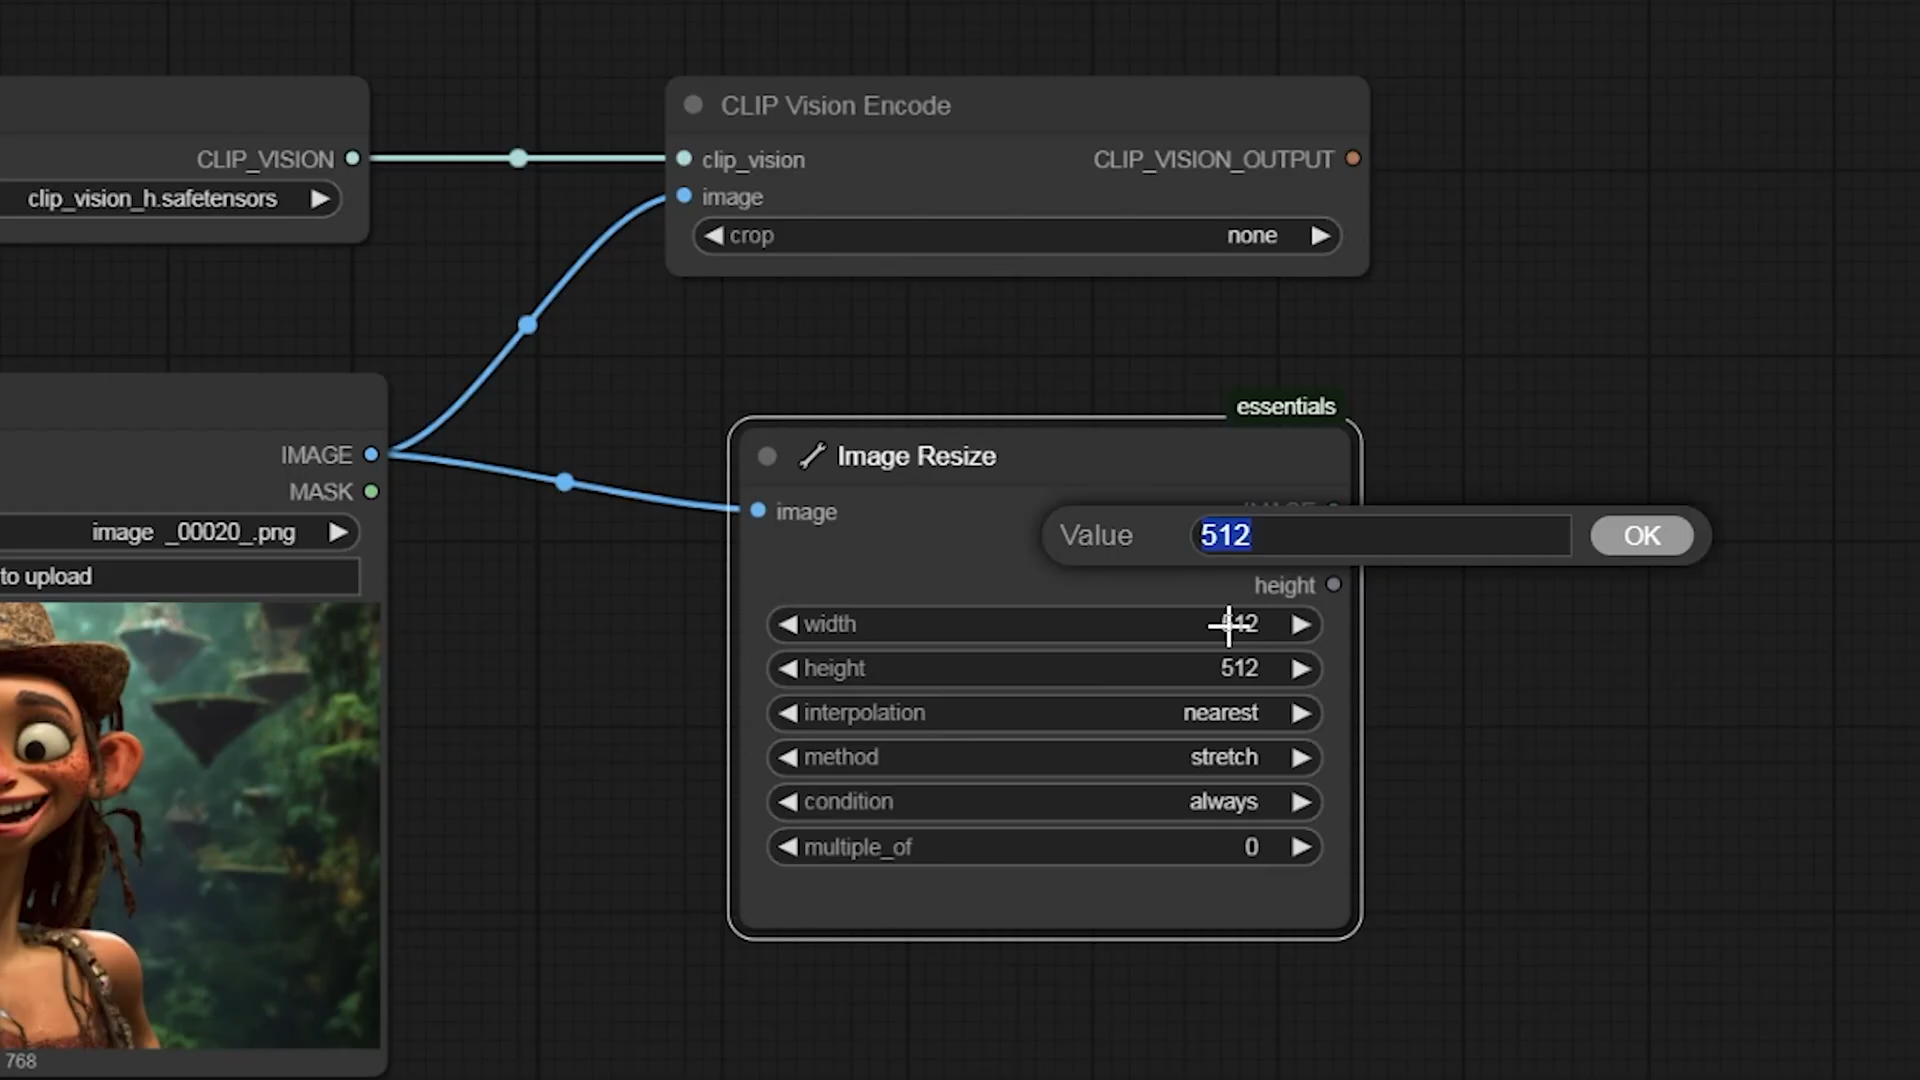 CLIP Vision Encode
CLIP_VISION
clip_vision
CLIP_VISION_OUTPUT
clip_vision_h.safetensors
image
crop none
essentials
Image Resize
IMAGE
MASK
image
IMAGE
Value 512 OK
image _00020_.png
to upload
height
width 512
height 512
interpolation nearest
method stretch
condition always
multiple_of 0
768